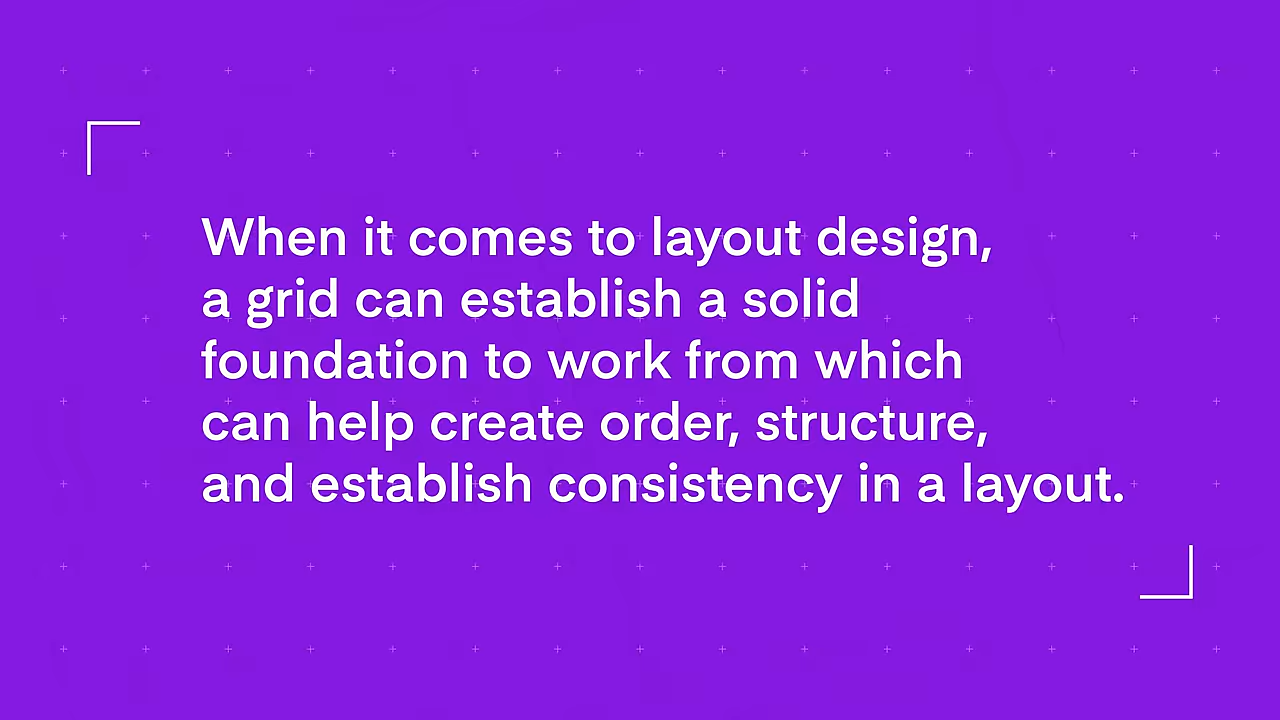 When it comes to layout design,
a grid can establish a solid
foundation to work from which
can help create order, structure,
and establish consistency in a layout.